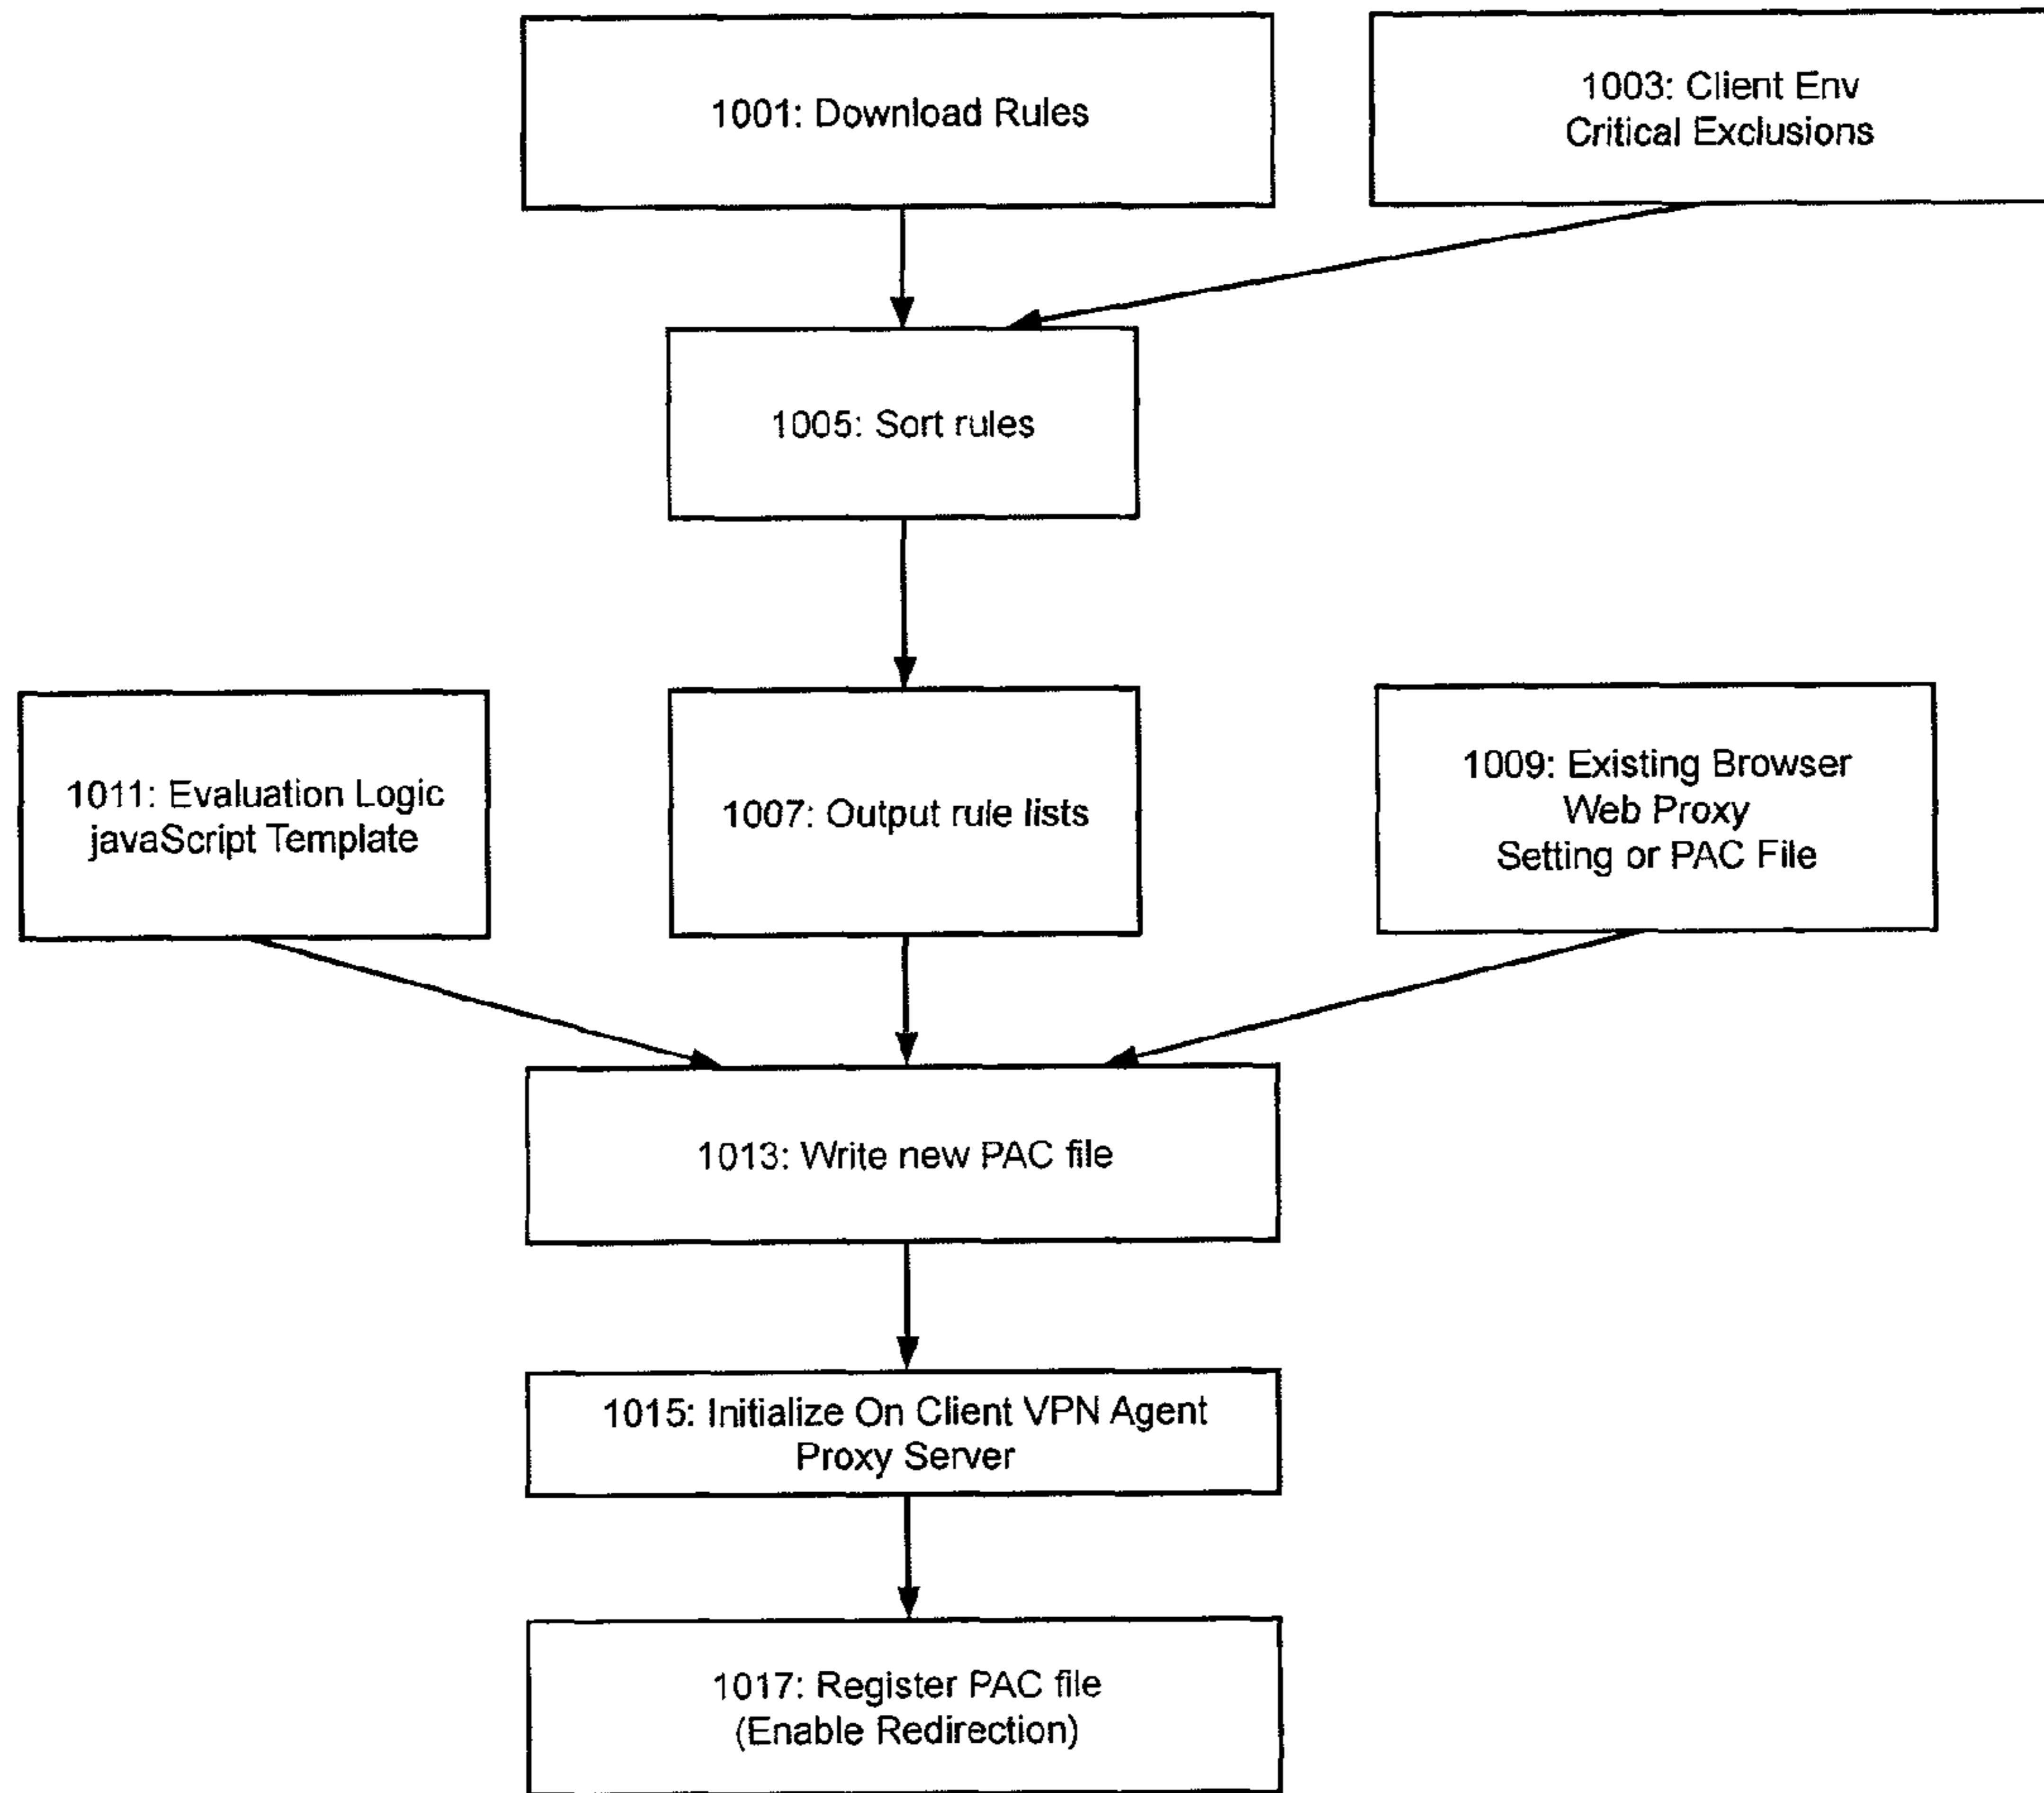 1001: Download Rules
1003: Client Env
Critical Exclusions
1005: Sort rules
1011: Evaluation Logic
javaScript Template
1007: Output rule lists
1009: Existing Browser
Web Proxy
Setting or PAC File
1013: Write new PAC file
1015: Initialize On Client VPN Agent
Proxy Server
1017: Register PAC file
(Enable Redirection)